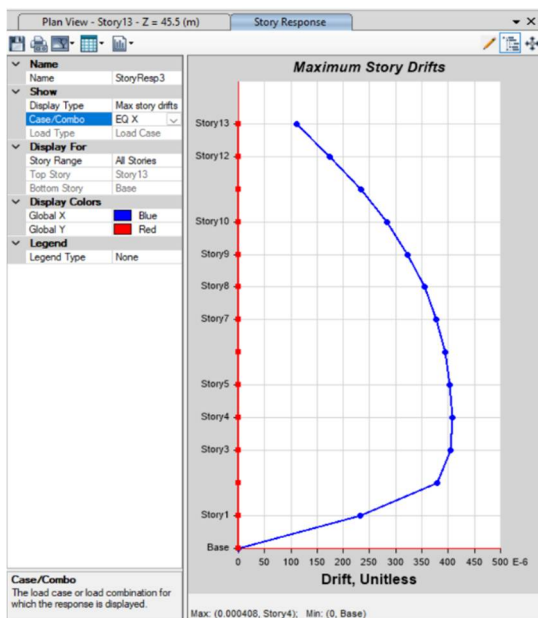 Plan View - Story13 - Z = 45.5 (m)
Story Response
Name
Name StoryResp3
Show
Display Type Max story drifts
Case/Combo EQ X
Load Type Load Case
Display For
Story Range All Stories
Top Story Story13
Bottom Story Base
Display Colors
Global X Blue
Global Y Red
Legend
Legend Type None
Case/Combo
The load case or load combination for
which the response is displayed.
Maximum Story Drifts
Story13
Story12
Story10
Story9
Story8
Story7
Story5
Story4
Story3
Story1
Base
0 50 100 150 200 250 300 350 400 450 500 E-6
Drift, Unitless
Max: (0.000408, Story4); Min: (0, Base)